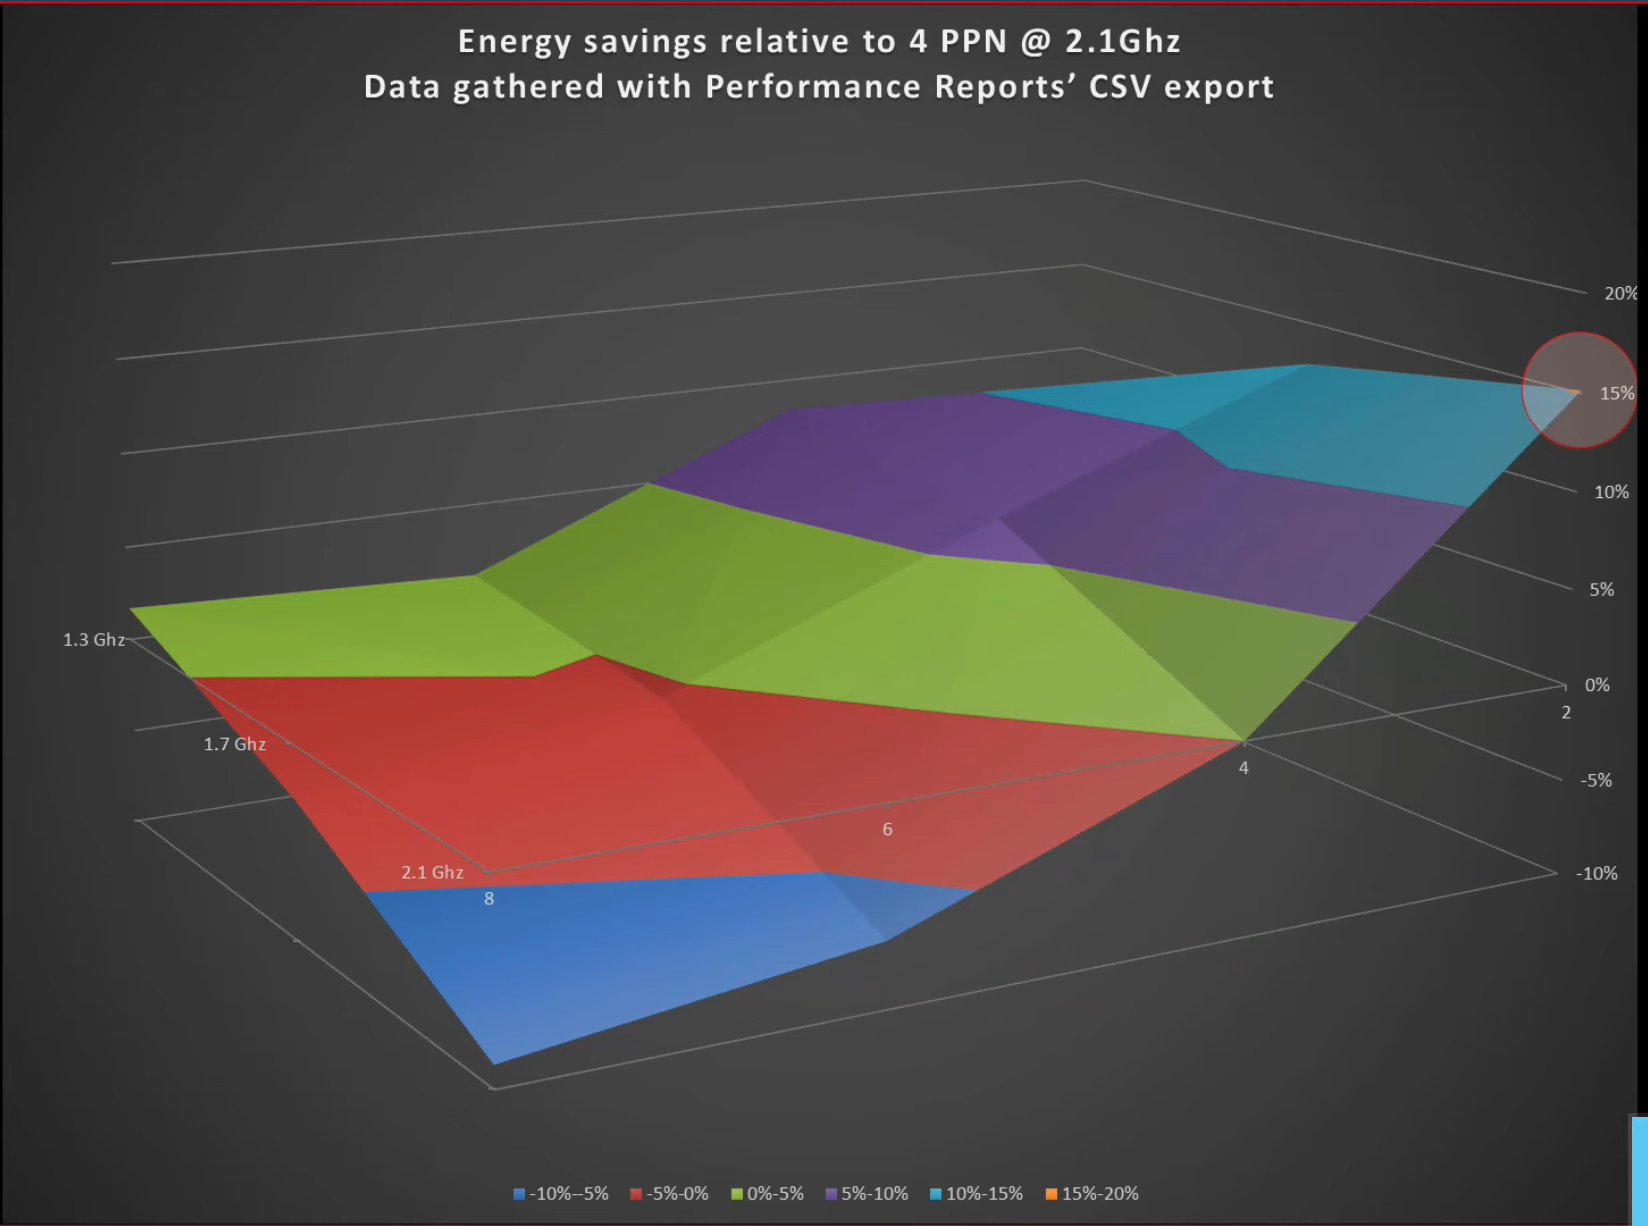 Energy savings relative to 4 PPN @ 2.1Ghz
Data gathered with Performance Reports’ CSV export
20%
15%
10%
5%
0%
-5%
-10%
2
4
6
8
1.3 Ghz
1.7 Ghz
2.1 Ghz
-10%--5% -5%-0% 0%-5% 5%-10% 10%-15% 15%-20%